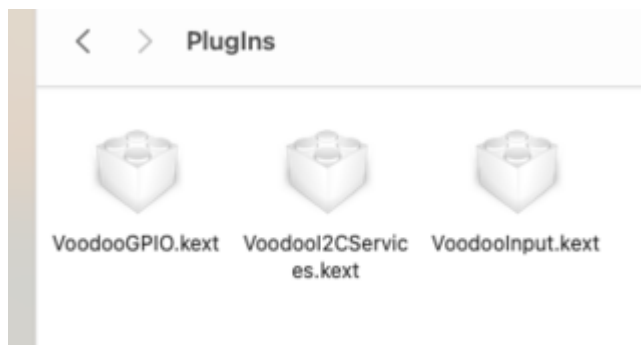 PlugIns
VoodooGPIO.kext
VoodooI2CServic
es.kext
VoodooInput.kext